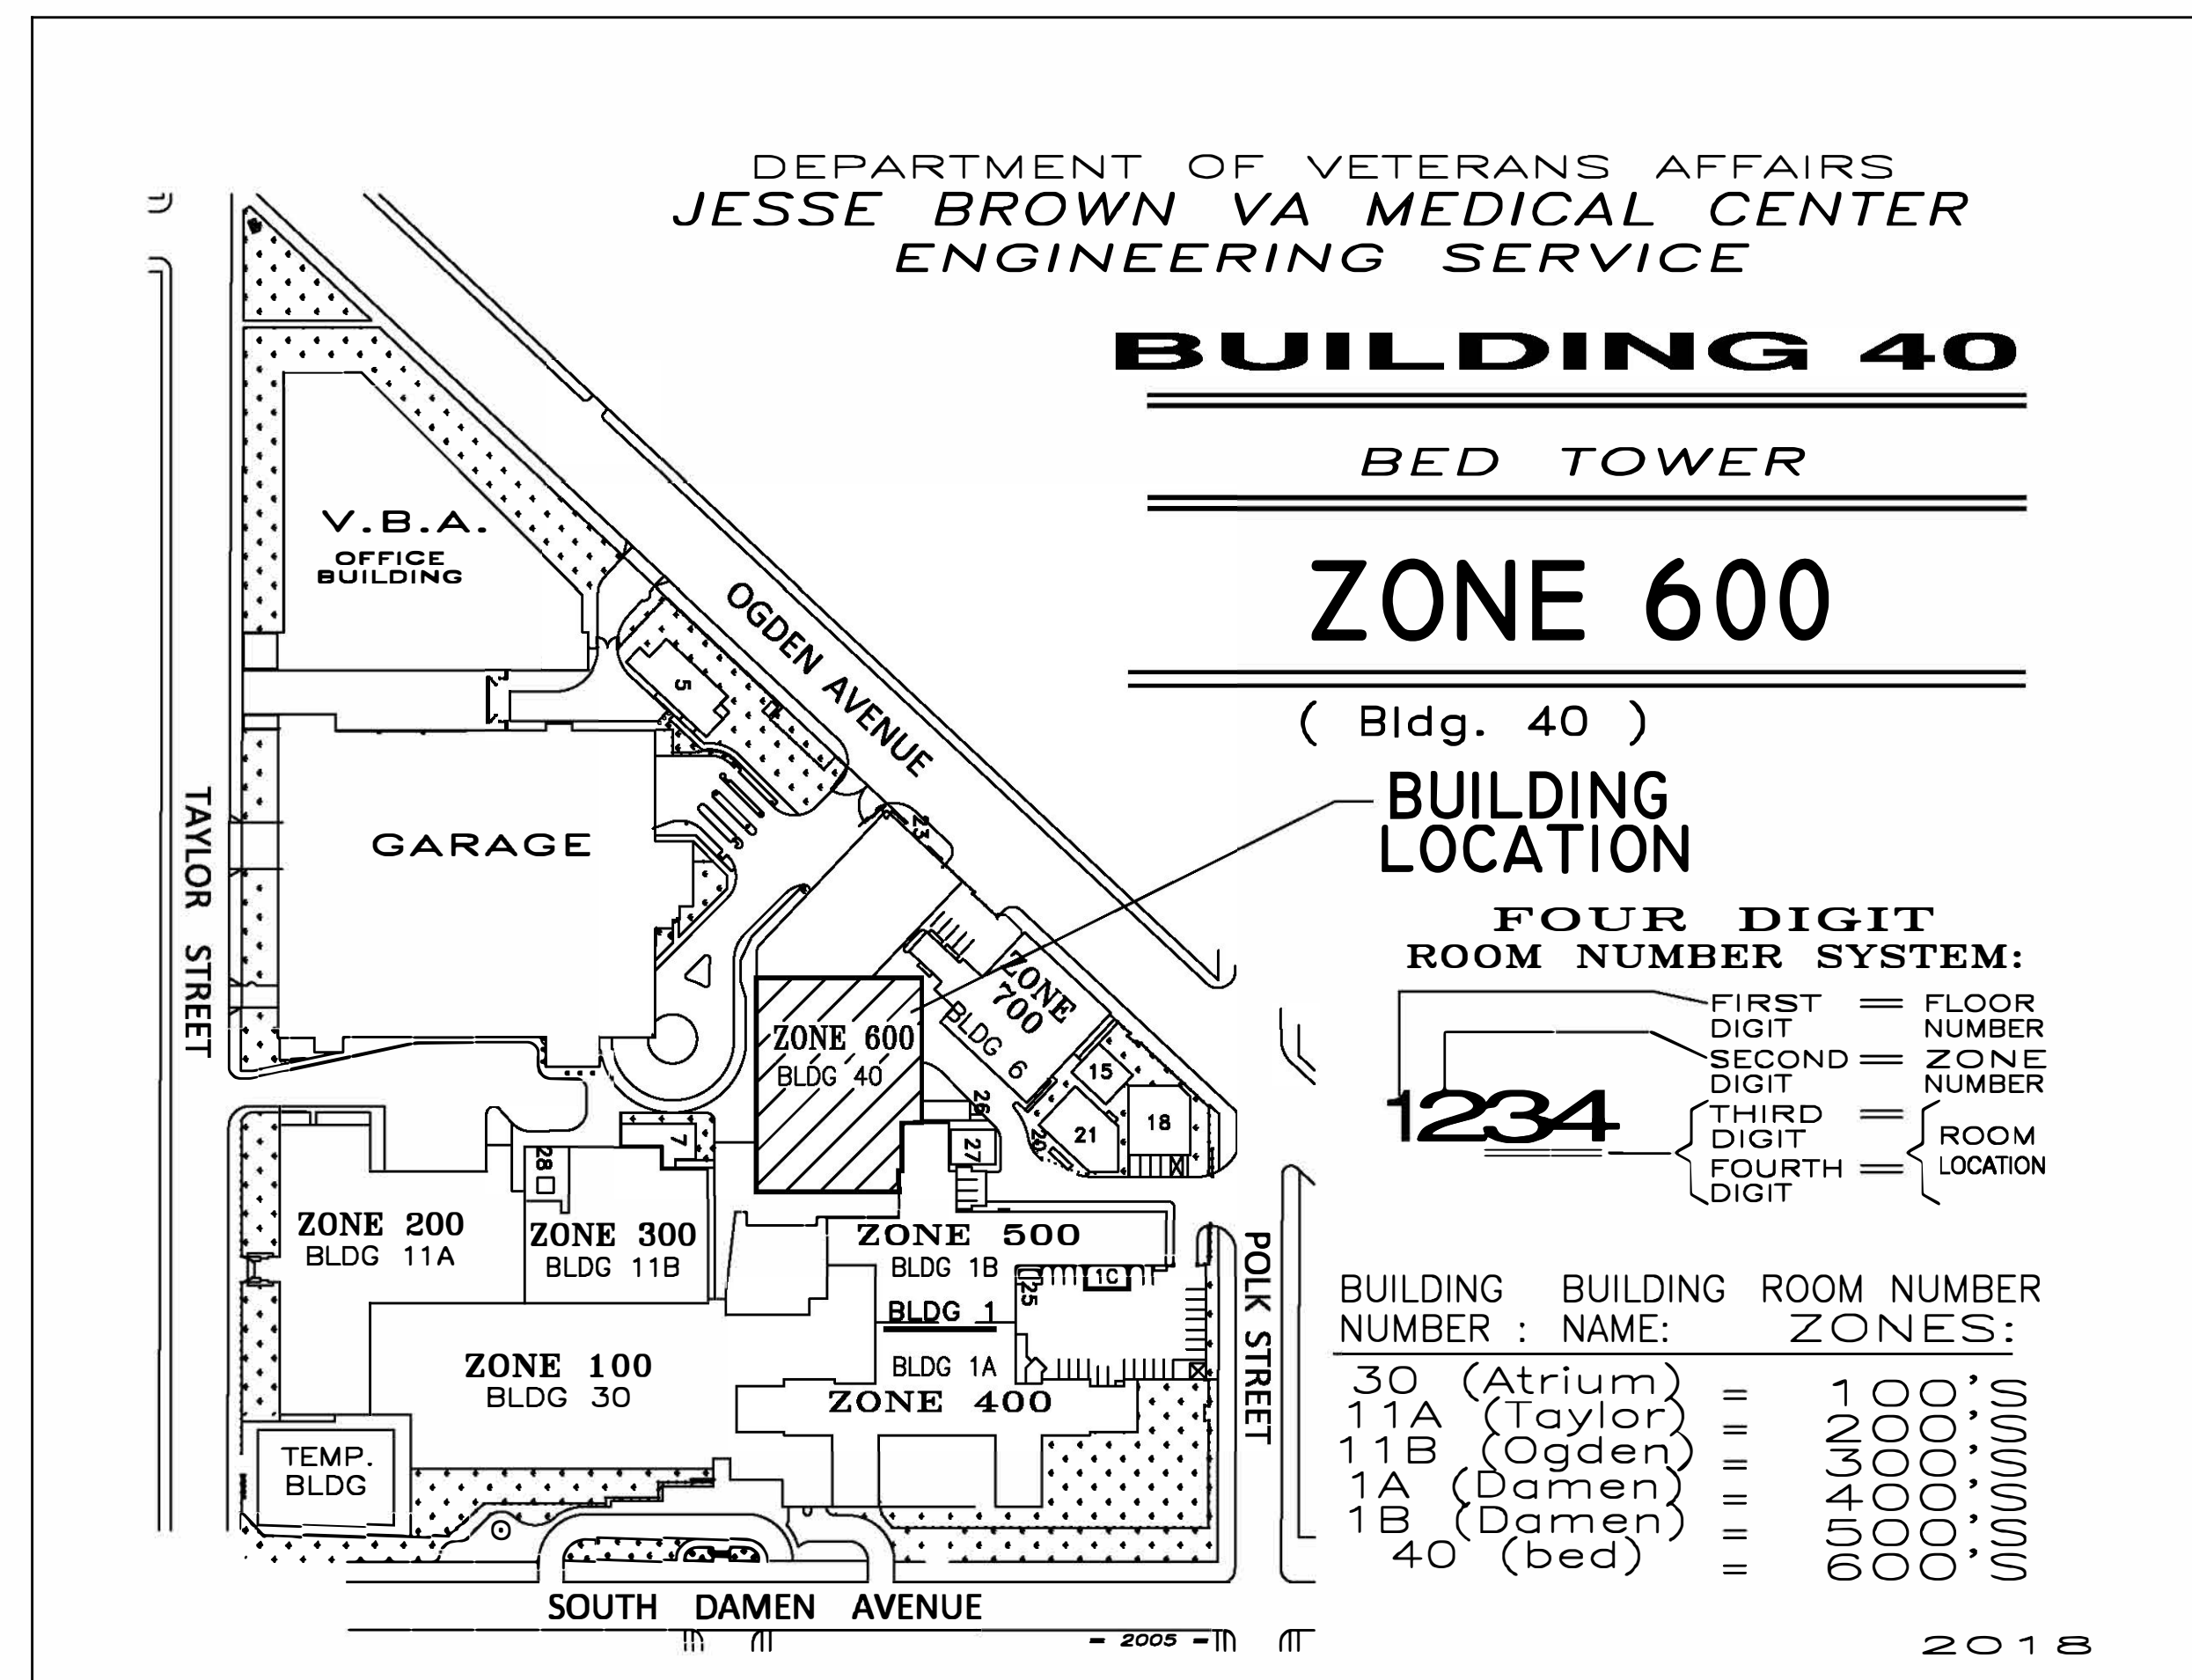 DEPARTMENT OF VETERANS AFFAIRS
JESSE BROWN VA MEDICAL CENTER
ENGINEERING SERVICE
BUILDING 40
BED TOWER
ZONE 600
( Bldg. 40 )
BUILDING
LOCATION
FOUR DIGIT
ROOM NUMBER SYSTEM:
1234
FIRST DIGIT = FLOOR NUMBER
SECOND DIGIT = ZONE NUMBER
THIRD DIGIT =
FOURTH DIGIT =
ROOM
LOCATION
BUILDING NUMBER : BUILDING NAME: ROOM NUMBER ZONES:
30 (Atrium) = 100'S
11A (Taylor) = 200'S
11B (Ogden) = 300'S
1A (Damen) = 400'S
1B (Damen) = 500'S
40 (bed) = 600'S
2018
V.B.A.
OFFICE
BUILDING
OGDEN AVENUE
5
GARAGE
TAYLOR STREET
23
ZONE 600
BLDG 40
ZONE
700
BLDG 6
15
18
21
26
27
7
28
ZONE 200
BLDG 11A
ZONE 300
BLDG 11B
ZONE 500
BLDG 1B
1C
25
BLDG 1
BLDG 1A
ZONE 400
ZONE 100
BLDG 30
POLK STREET
TEMP.
BLDG
SOUTH DAMEN AVENUE
- 2005 -